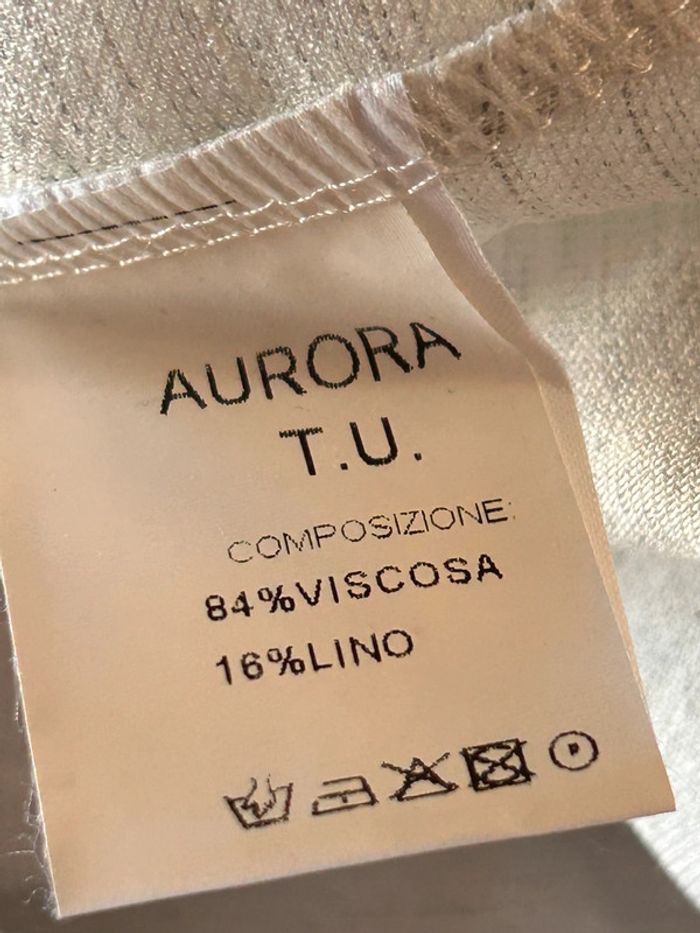 AURORA
T.U.
COMPOSIZIONE:
84%VISCOSA
16%LINO
P